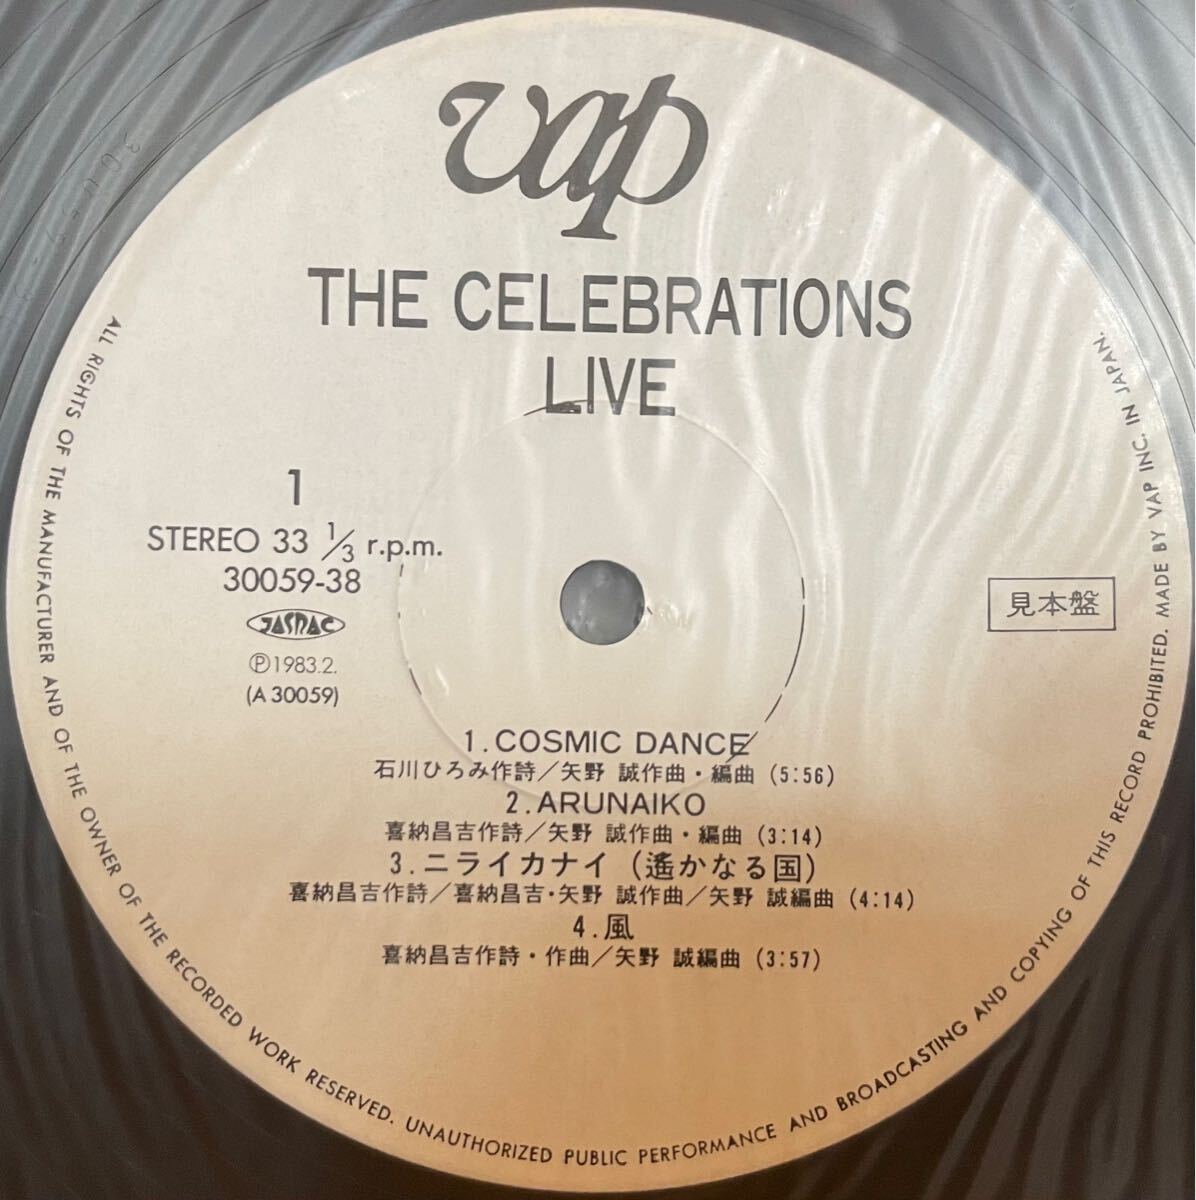 vap
THE CELEBRATIONS
LIVE
1
STEREO 33 1/3 r.p.m.
30059-38
JASRAC
Ⓟ1983.2.
(A 30059)
見本盤
1.COSMIC DANCE
石川ひろみ作詩／矢野 誠作曲・編曲 (5:56)
2.ARUNAIKO
喜納昌吉作詩／矢野 誠作曲・編曲 (3:14)
3.ニライカナイ（遙かなる国）
喜納昌吉作詩／喜納昌吉・矢野 誠作曲／矢野 誠編曲 (4:14)
4.風
喜納昌吉作詩・作曲／矢野 誠編曲 (3:57)
ALL RIGHTS OF THE MANUFACTURER AND OF THE OWNER OF THE RECORDED WORK RESERVED. UNAUTHORIZED PUBLIC PERFORMANCE AND BROADCASTING AND COPYING OF THIS RECORD PROHIBITED. MADE BY VAP INC. IN JAPAN.